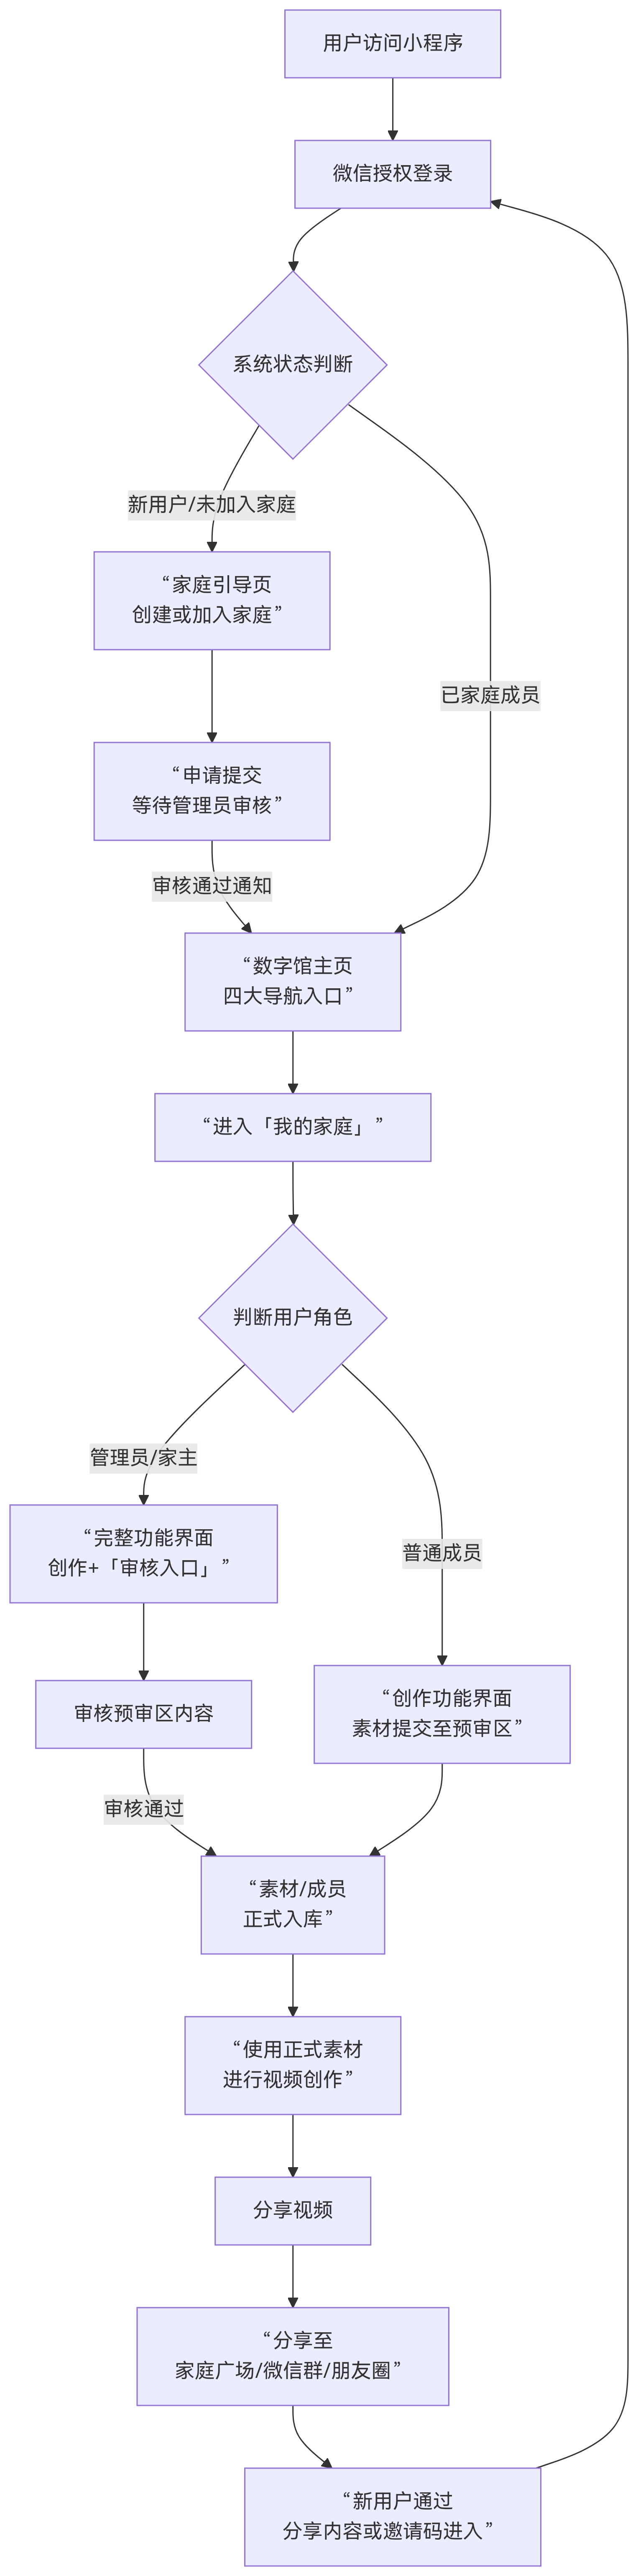 用户访问小程序
微信授权登录
系统状态判断
新用户/未加入家庭
“家庭引导页
创建或加入家庭”
已家庭成员
“申请提交
等待管理员审核”
审核通过通知
“数字馆主页
四大导航入口”
“进入「我的家庭」”
判断用户角色
管理员/家主
“完整功能界面
创作+「审核入口」”
普通成员
审核预审区内容
“创作功能界面
素材提交至预审区”
审核通过
“素材/成员
正式入库”
“使用正式素材
进行视频创作”
分享视频
“分享至
家庭广场/微信群/朋友圈”
“新用户通过
分享内容或邀请码进入”